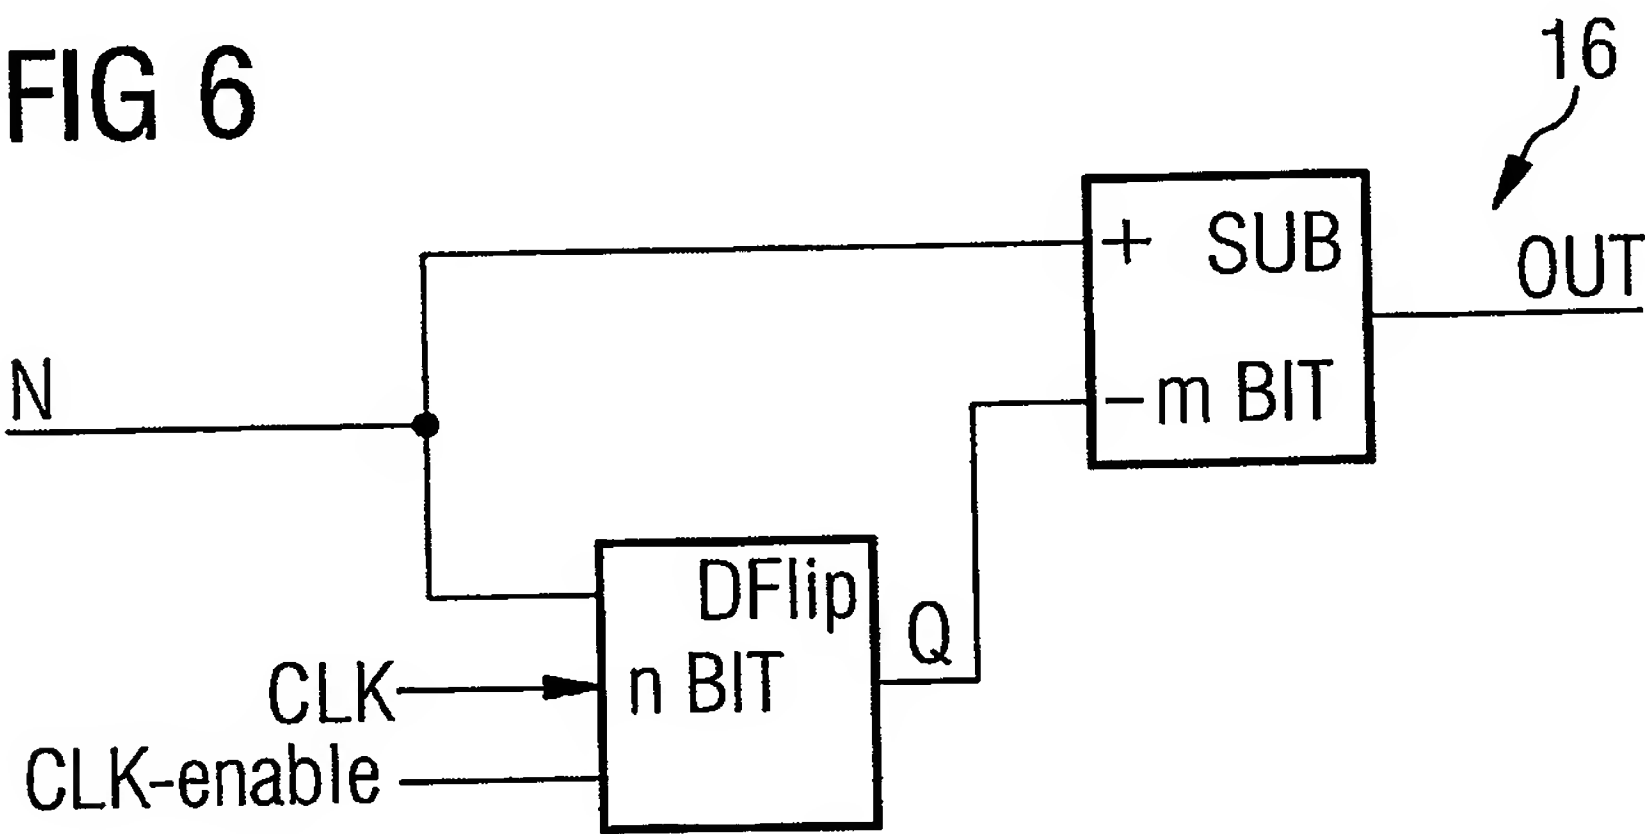 FIG 6
16
+ SUB
OUT
N
- m BIT
DFlip
Q
CLK
n BIT
CLK-enable